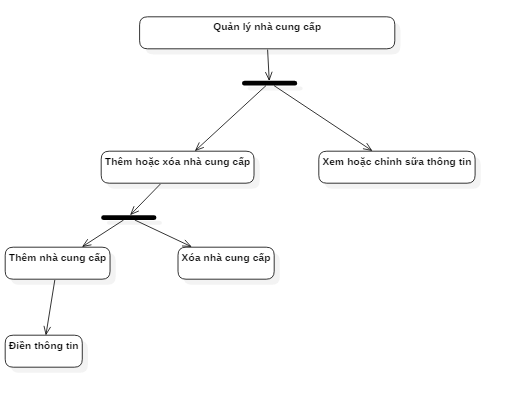 Quản lý nhà cung cấp
Thêm hoặc xóa nhà cung cấp
Xem hoặc chỉnh sữa thông tin
Thêm nhà cung cấp
Xóa nhà cung cấp
Điền thông tin